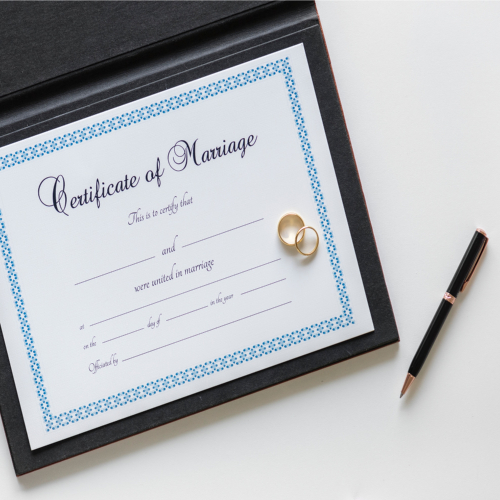 Certificate of Marriage
This is to certify that
and
were united in marriage
at
on the day of in the year
Officiated by